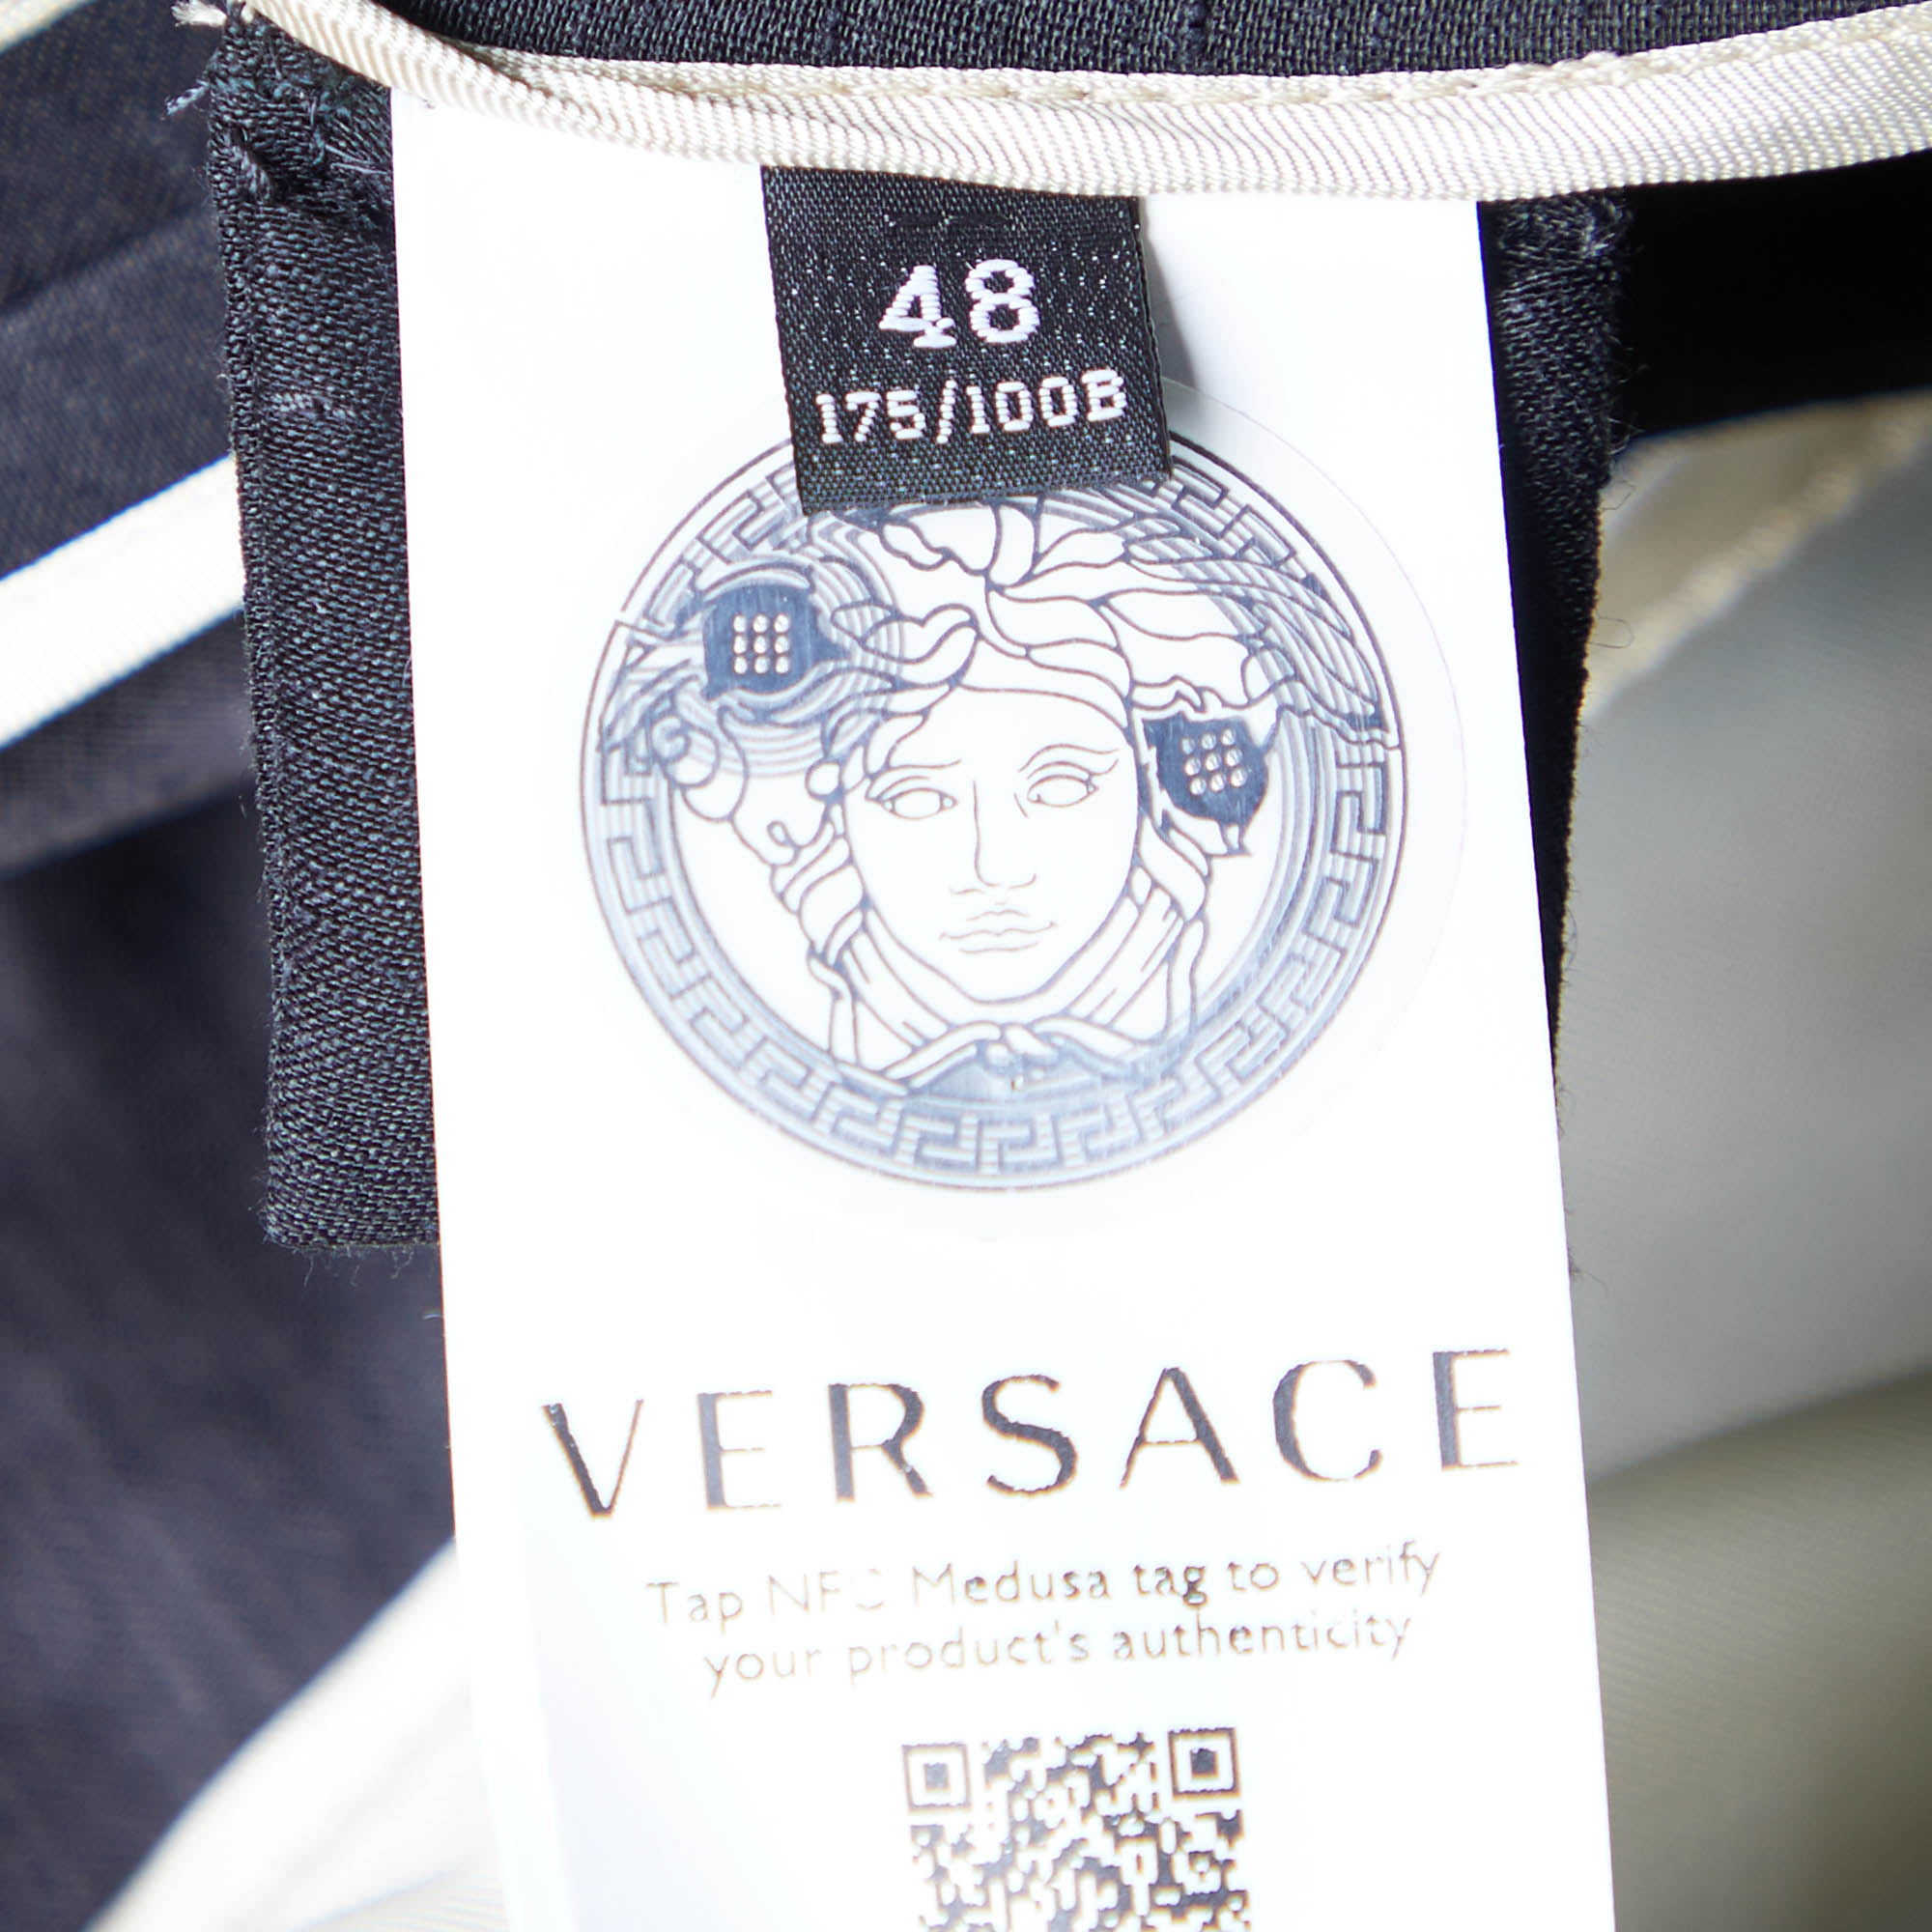 48
175/100B
VERSACE
Tap NFC Medusa tag to verify
your product's authenticity